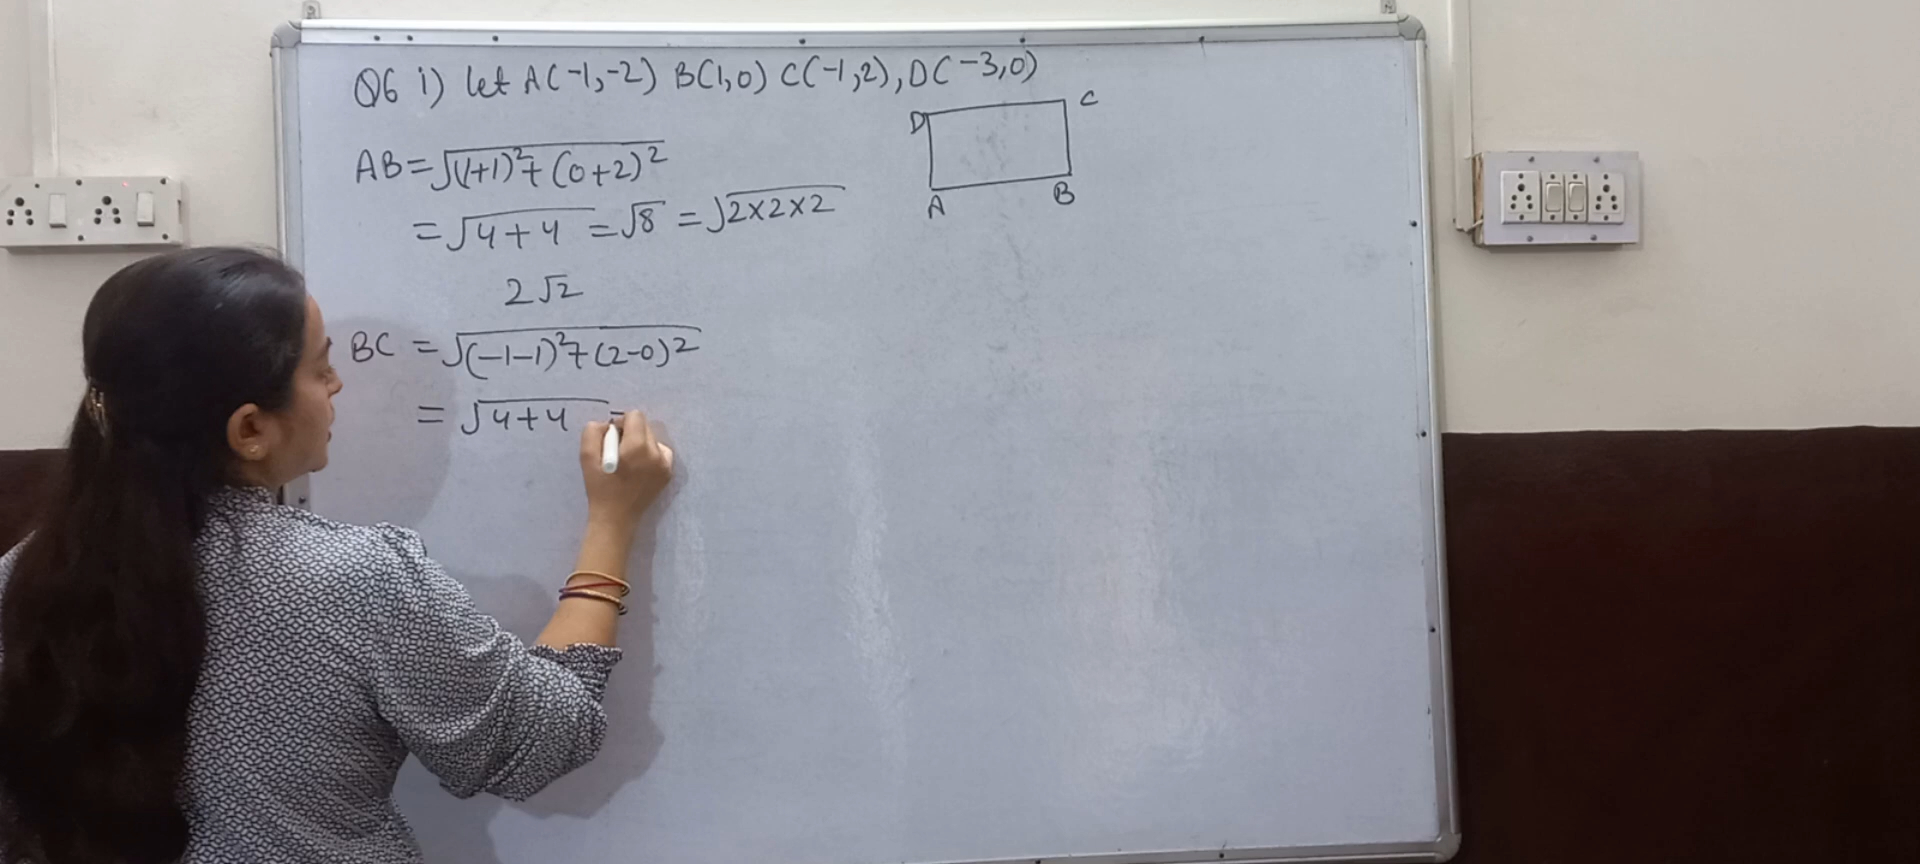 Q6 i) let A(-1,-2) B(1,0) C(-1,2), D(-3,0)
D C
A B
AB=√(1+1)²+(0+2)²
=√4+4 =√8 =√2×2×2
2√2
BC =√(-1-1)²+(2-0)²
= √4+4 =